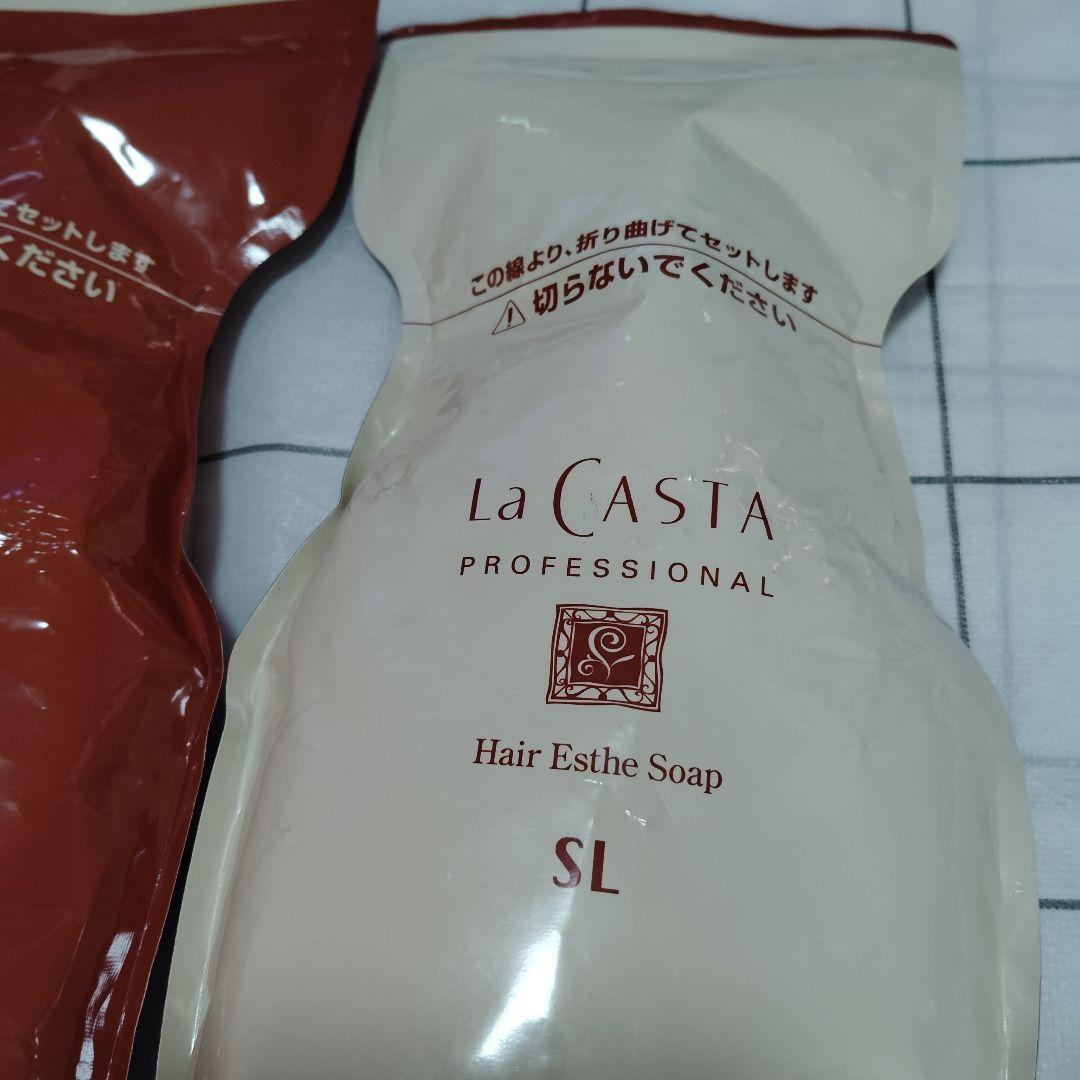 てセットします
ください
この線より、折り曲げてセットします
切らないでください
La CASTA
PROFESSIONAL
Hair Esthe Soap
SL